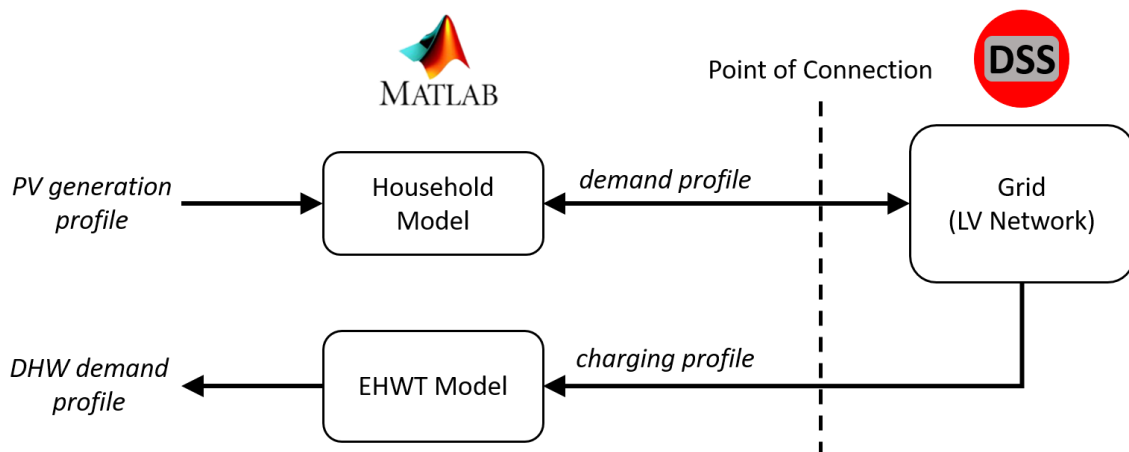 MATLAB
DSS
Point of Connection
PV generation
profile
Household
Model
demand profile
Grid
(LV Network)
DHW demand
profile
EHWT Model
charging profile